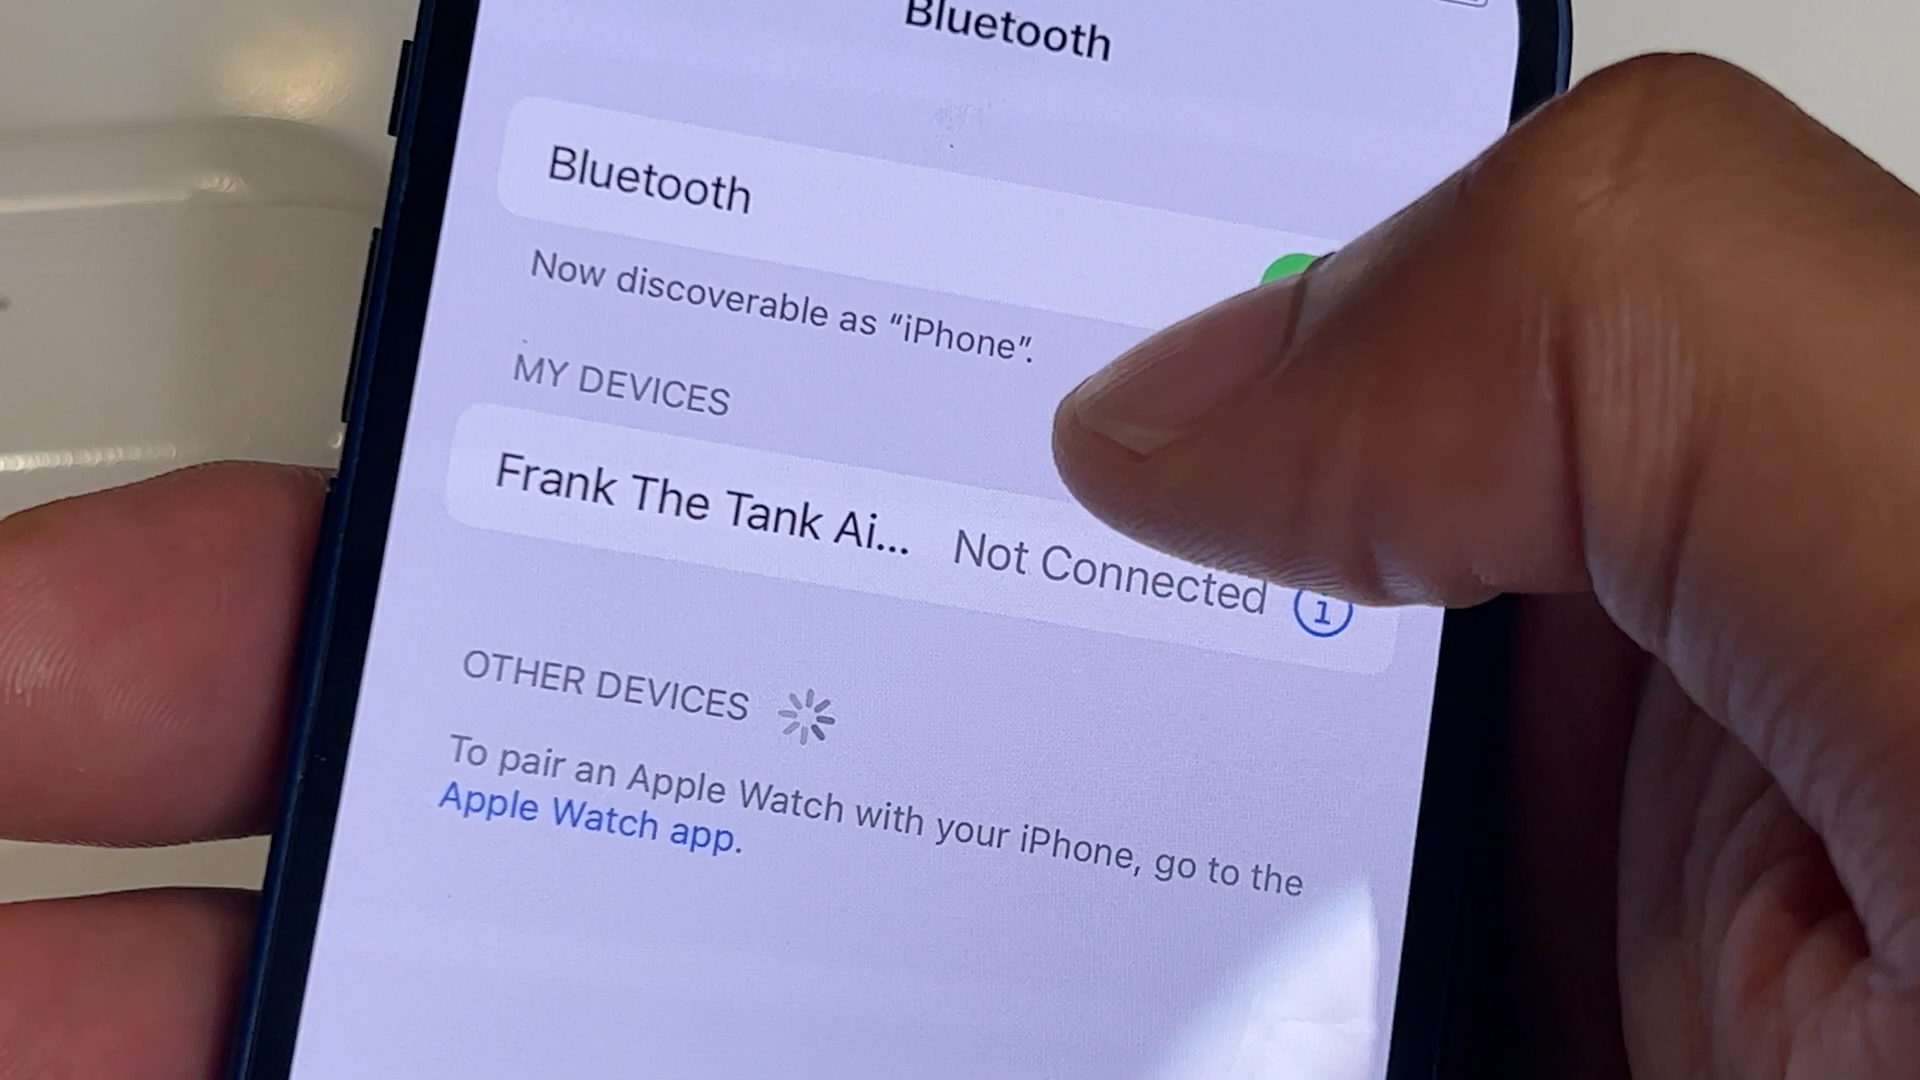 Bluetooth
Bluetooth
Now discoverable as “iPhone”.
MY DEVICES
Frank The Tank Ai... Not Connected
OTHER DEVICES
To pair an Apple Watch with your iPhone, go to the
Apple Watch app.